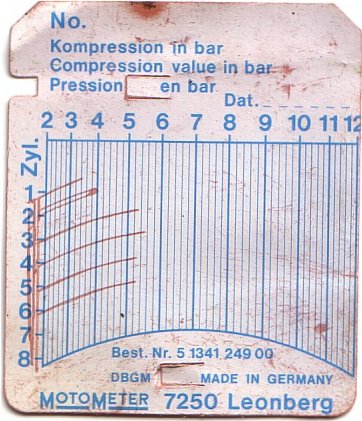 No.
Kompression in bar
Compression value in bar
Pression en bar
Dat.
2 3 4 5 6 7 8 9 10 11 12
Zyl.
1
2
3
4
5
6
7
8
Best. Nr. 5 1341 249 00
DBGM MADE IN GERMANY
MOTOMETER 7250 Leonberg